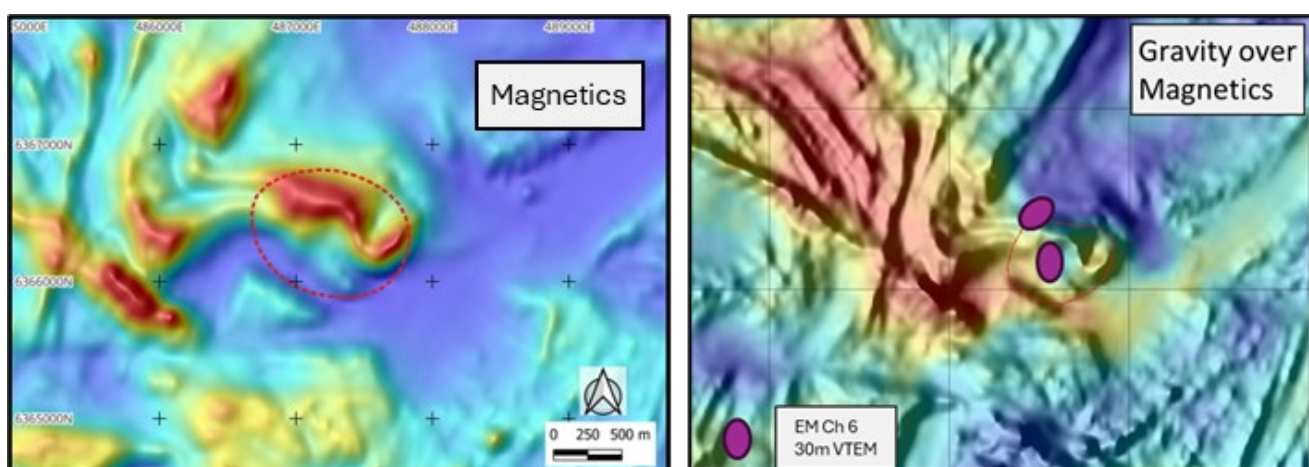 5000E 486000E 487000E 488000E 489000E
Magnetics
6367000N
6366000N
6365000N
0 250 500 m
Gravity over
Magnetics
EM Ch 6
30m VTEM